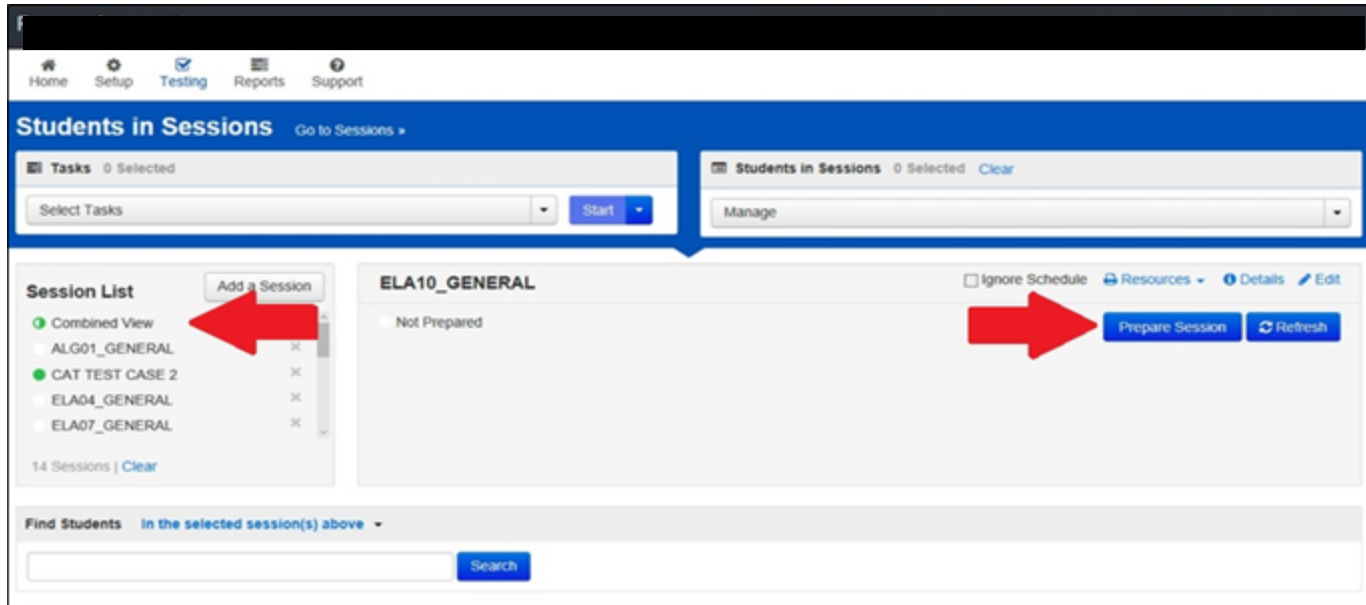 Home Setup Testing Reports Support
Students in Sessions Go to Sessions »
Tasks 0 Selected
Select Tasks Start
Students in Sessions 0 Selected Clear
Manage
Session List Add a Session
Combined View
ALG01_GENERAL
CAT TEST CASE 2
ELA04_GENERAL
ELA07_GENERAL
14 Sessions | Clear
ELA10_GENERAL Ignore Schedule Resources Details Edit
Not Prepared Prepare Session Refresh
Find Students In the selected session(s) above
Search